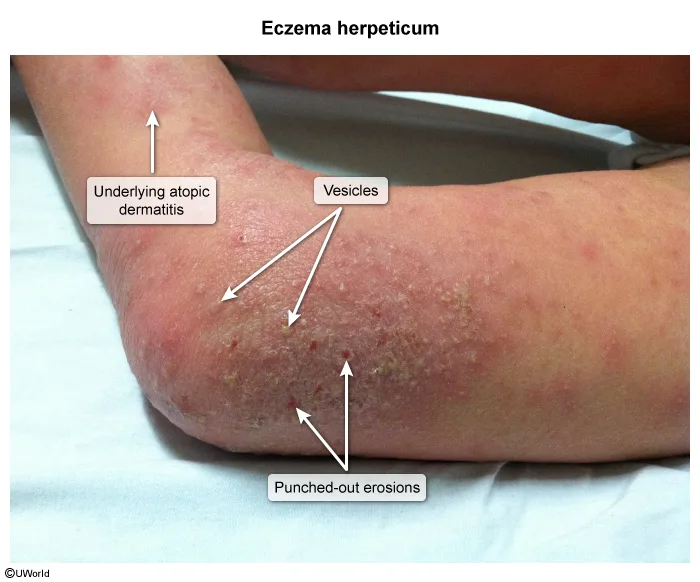 Eczema herpeticum
Underlying atopic
dermatitis
Vesicles
Punched-out erosions
©UWorld